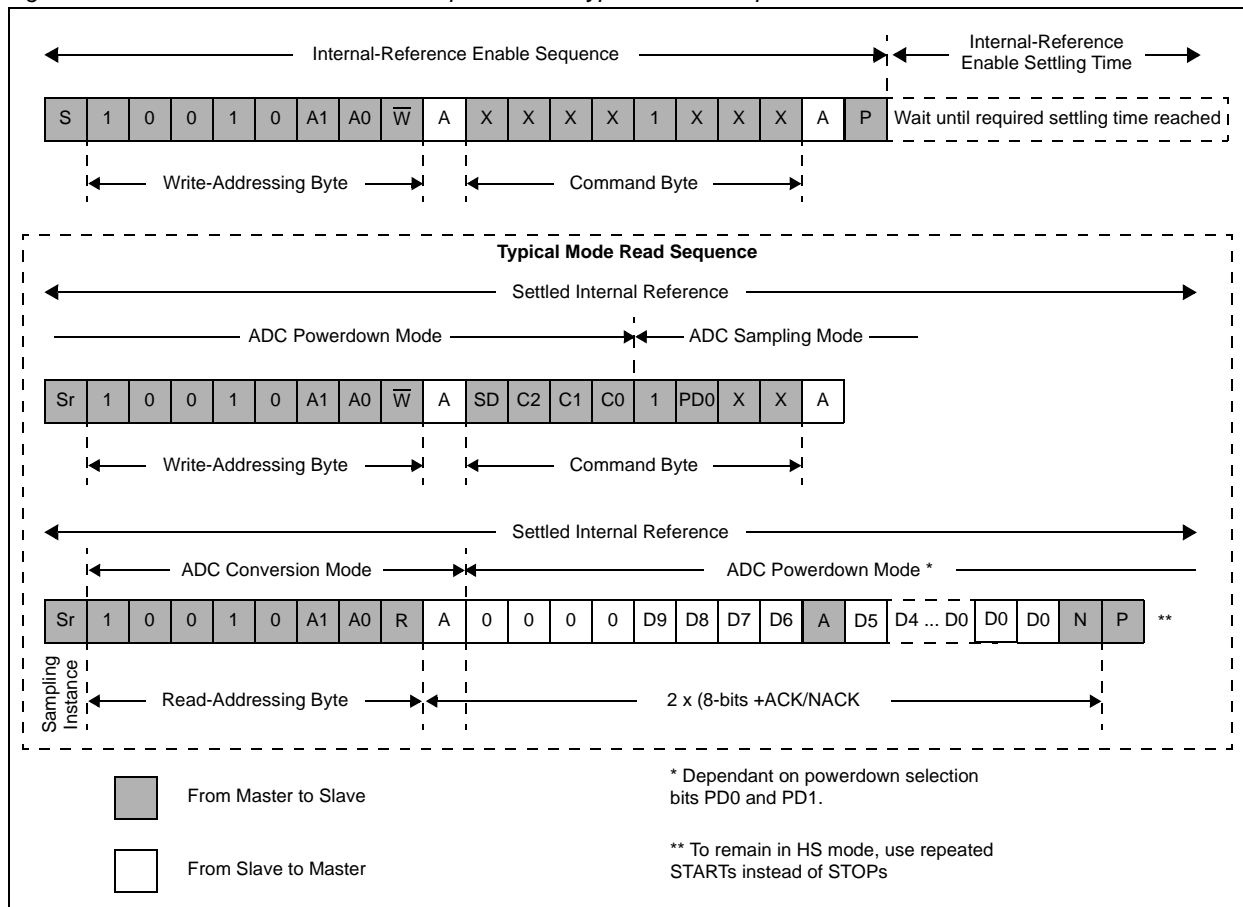 Internal-Reference Enable Sequence
Internal-Reference
Enable Settling Time
S 1 0 0 1 0 A1 A0 W̅ A X X X X 1 X X X A P Wait until required settling time reached
Write-Addressing Byte Command Byte
Typical Mode Read Sequence
Settled Internal Reference
ADC Powerdown Mode ADC Sampling Mode
Sr 1 0 0 1 0 A1 A0 W̅ A SD C2 C1 C0 1 PD0 X X A
Write-Addressing Byte Command Byte
Settled Internal Reference
ADC Conversion Mode ADC Powerdown Mode *
Sr 1 0 0 1 0 A1 A0 R A 0 0 0 0 D9 D8 D7 D6 A D5 D4 ... D0 D0 D0 N P **
Sampling
Instance
Read-Addressing Byte 2 x (8-bits +ACK/NACK
From Master to Slave
* Dependant on powerdown selection
bits PD0 and PD1.
From Slave to Master
** To remain in HS mode, use repeated
STARTs instead of STOPs